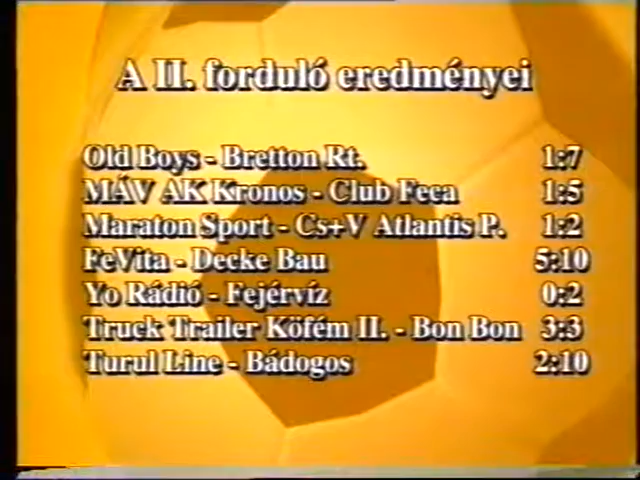 A II. forduló eredményei
Old Boys - Bretton Rt. 1:7
MÁV ÁK Kronos - Club Feca 1:5
Maraton Sport - Cs+V Atlantis P. 1:2
FeVita - Decke Bau 5:10
Yo Rádió - Fejérvíz 0:2
Truck Trailer Köfém II. - Bon Bon 3:3
Turul Line - Bádogos 2:10